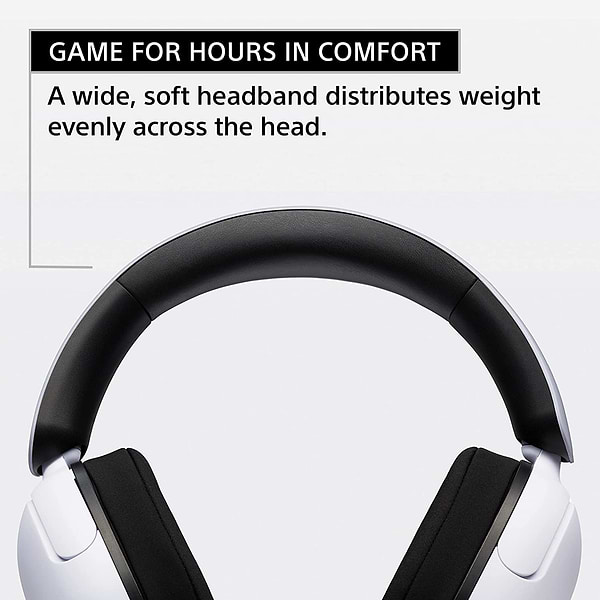 GAME FOR HOURS IN COMFORT
A wide, soft headband distributes weight
evenly across the head.